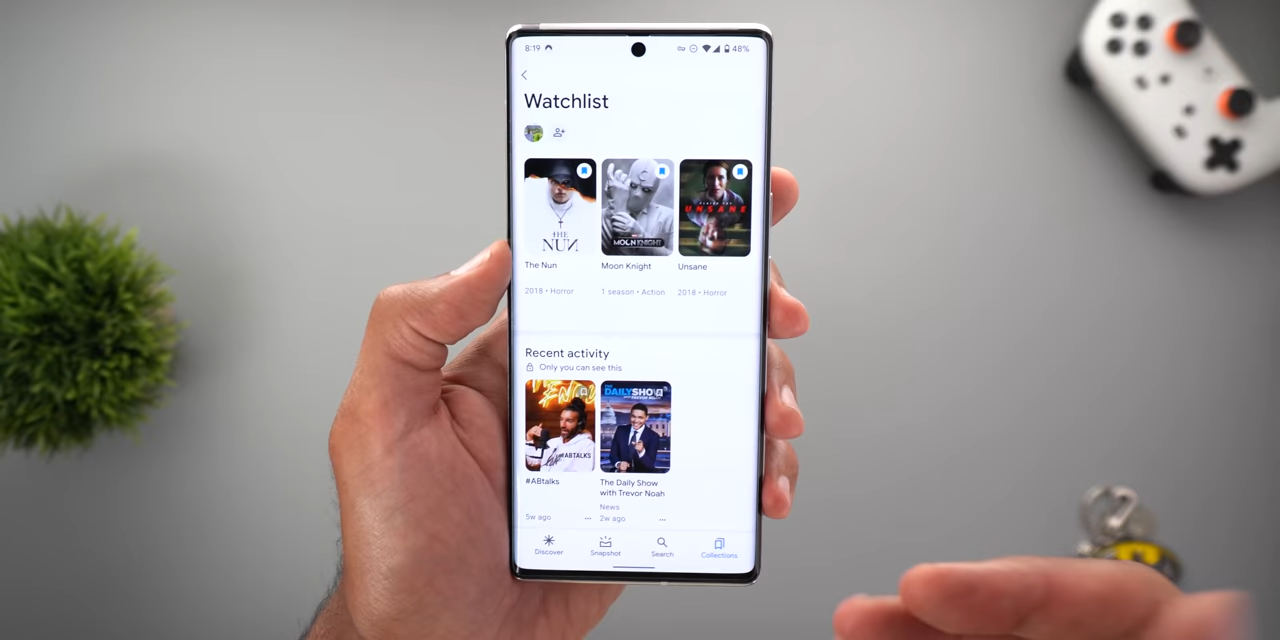 8:19
48%
Watchlist
THE
NUN
MOON KNIGHT
UNSANE
The Nun
Moon Knight
Unsane
2018 • Horror
1 season • Action
2018 • Horror
Recent activity
Only you can see this
#ABTALKS
THE
DAILYSHOW
#ABtalks
The Daily Show
with Trevor Noah
News
5w ago
2w ago
Discover
Snapshot
Search
Collections